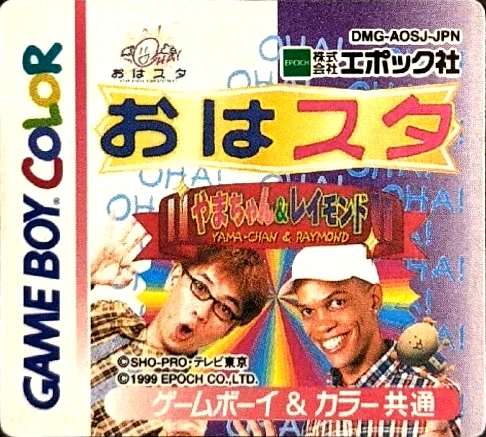 DMG-AOSJ-JPN
OHA!
おはスタ
EPOCH 株式会社 エポック社
GAME BOY COLOR
おはスタ
OHA!
OHA!
OHA!
やまちゃん&レイモンド
YAMA-CHAN & RAYMOND
©SHO-PRO・テレビ東京
©1999 EPOCH CO.,LTD.
ゲームボーイ & カラー共通